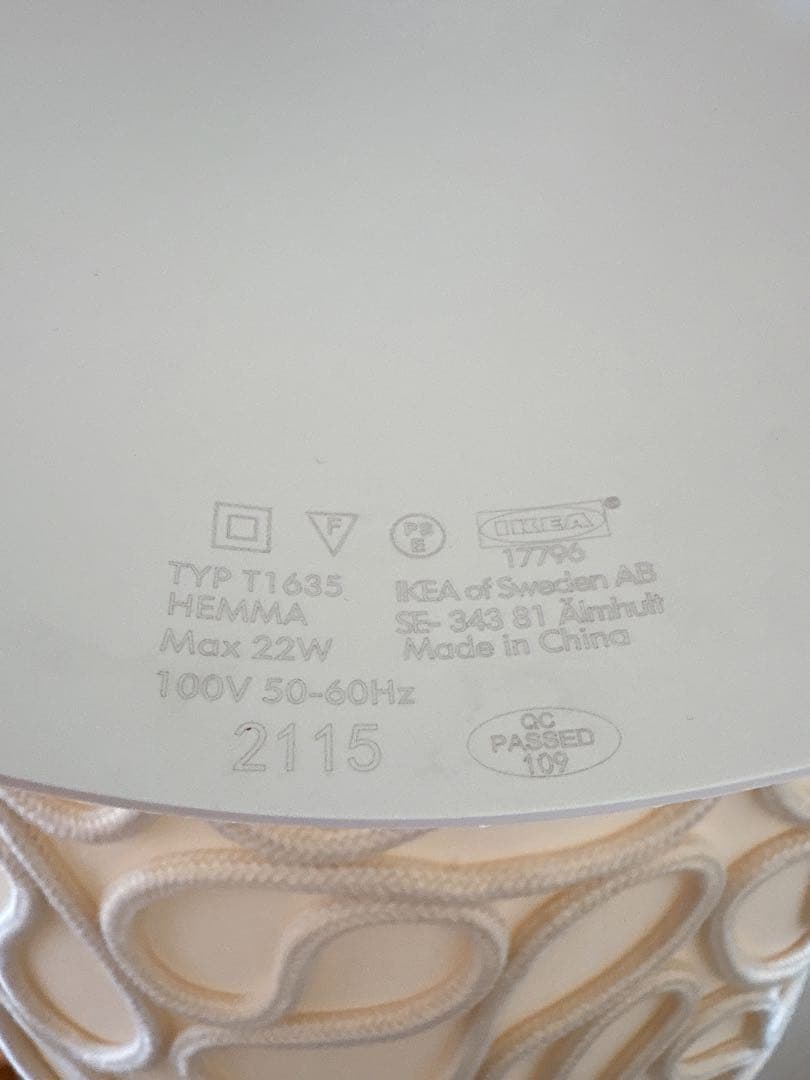 F
PS
E
IKEA
17796
TYP T1635
HEMMA
Max 22W
100V 50-60Hz
2115
IKEA of Sweden AB
SE- 343 81 Älmhult
Made in China
QC
PASSED
109